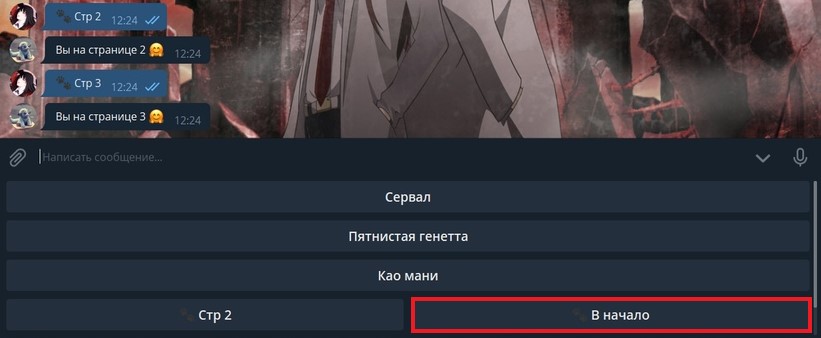 🐾 Стр 2 12:24
Вы на странице 2 🤗 12:24
🐾 Стр 3 12:24
Вы на странице 3 🤗 12:24
Написать сообщение...
Сервал
Пятнистая генетта
Као мани
🐾 Стр 2
🐾 В начало